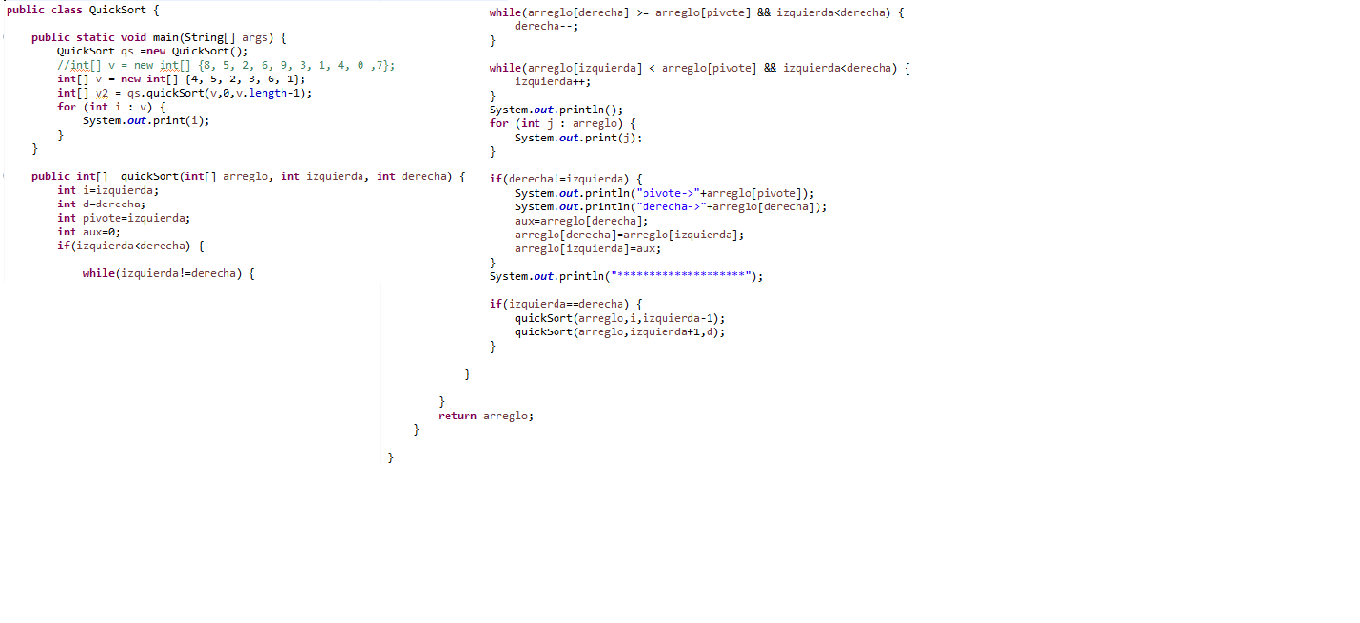 public class QuickSort {
public static void main(String[] args) {
QuickSort qs =new QuickSort();
//int[] v = new int[] {8, 5, 2, 6, 9, 3, 1, 4, 0 ,7};
int[] v = new int[] {4, 5, 2, 3, 6, 1};
int[] v2 = qs.quickSort(v,0,v.length-1);
for (int i : v) {
System.out.print(i);
}
}
public int[] quickSort(int[] arreglo, int izquierda, int derecha) {
int i=izquierda;
int d=derecha;
int pivote=izquierda;
int aux=0;
if(izquierda<derecha) {
while(izquierda!=derecha) {
while(arreglo[derecha] >= arreglo[pivote] && izquierda<derecha) {
derecha--;
}
while(arreglo[izquierda] < arreglo[pivote] && izquierda<derecha) {
izquierda++;
}
System.out.println();
for (int j : arreglo) {
System.out.print(j);
}
if(derecha!=izquierda) {
System.out.println("pivote->"+arreglo[pivote]);
System.out.println("derecha->"+arreglo[derecha]);
aux=arreglo[derecha];
arreglo[derecha]=arreglo[izquierda];
arreglo[izquierda]=aux;
}
System.out.println("********************");
if(izquierda==derecha) {
quickSort(arreglo,i,izquierda-1);
quickSort(arreglo,izquierda+1,d);
}
}
}
return arreglo;
}
}